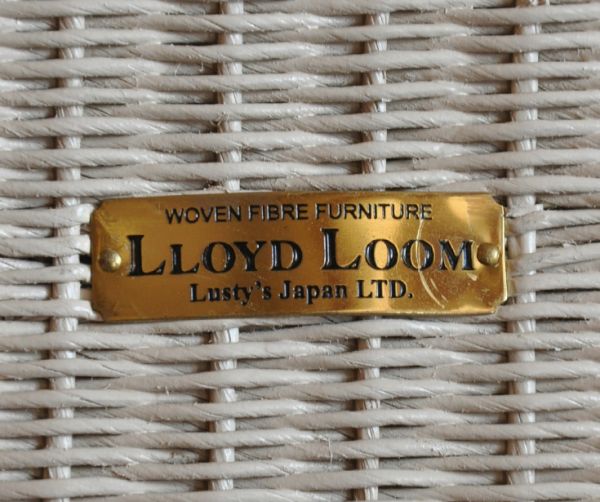 WOVEN FIBRE FURNITURE
LLOYD LOOM
Lusty's Japan LTD.